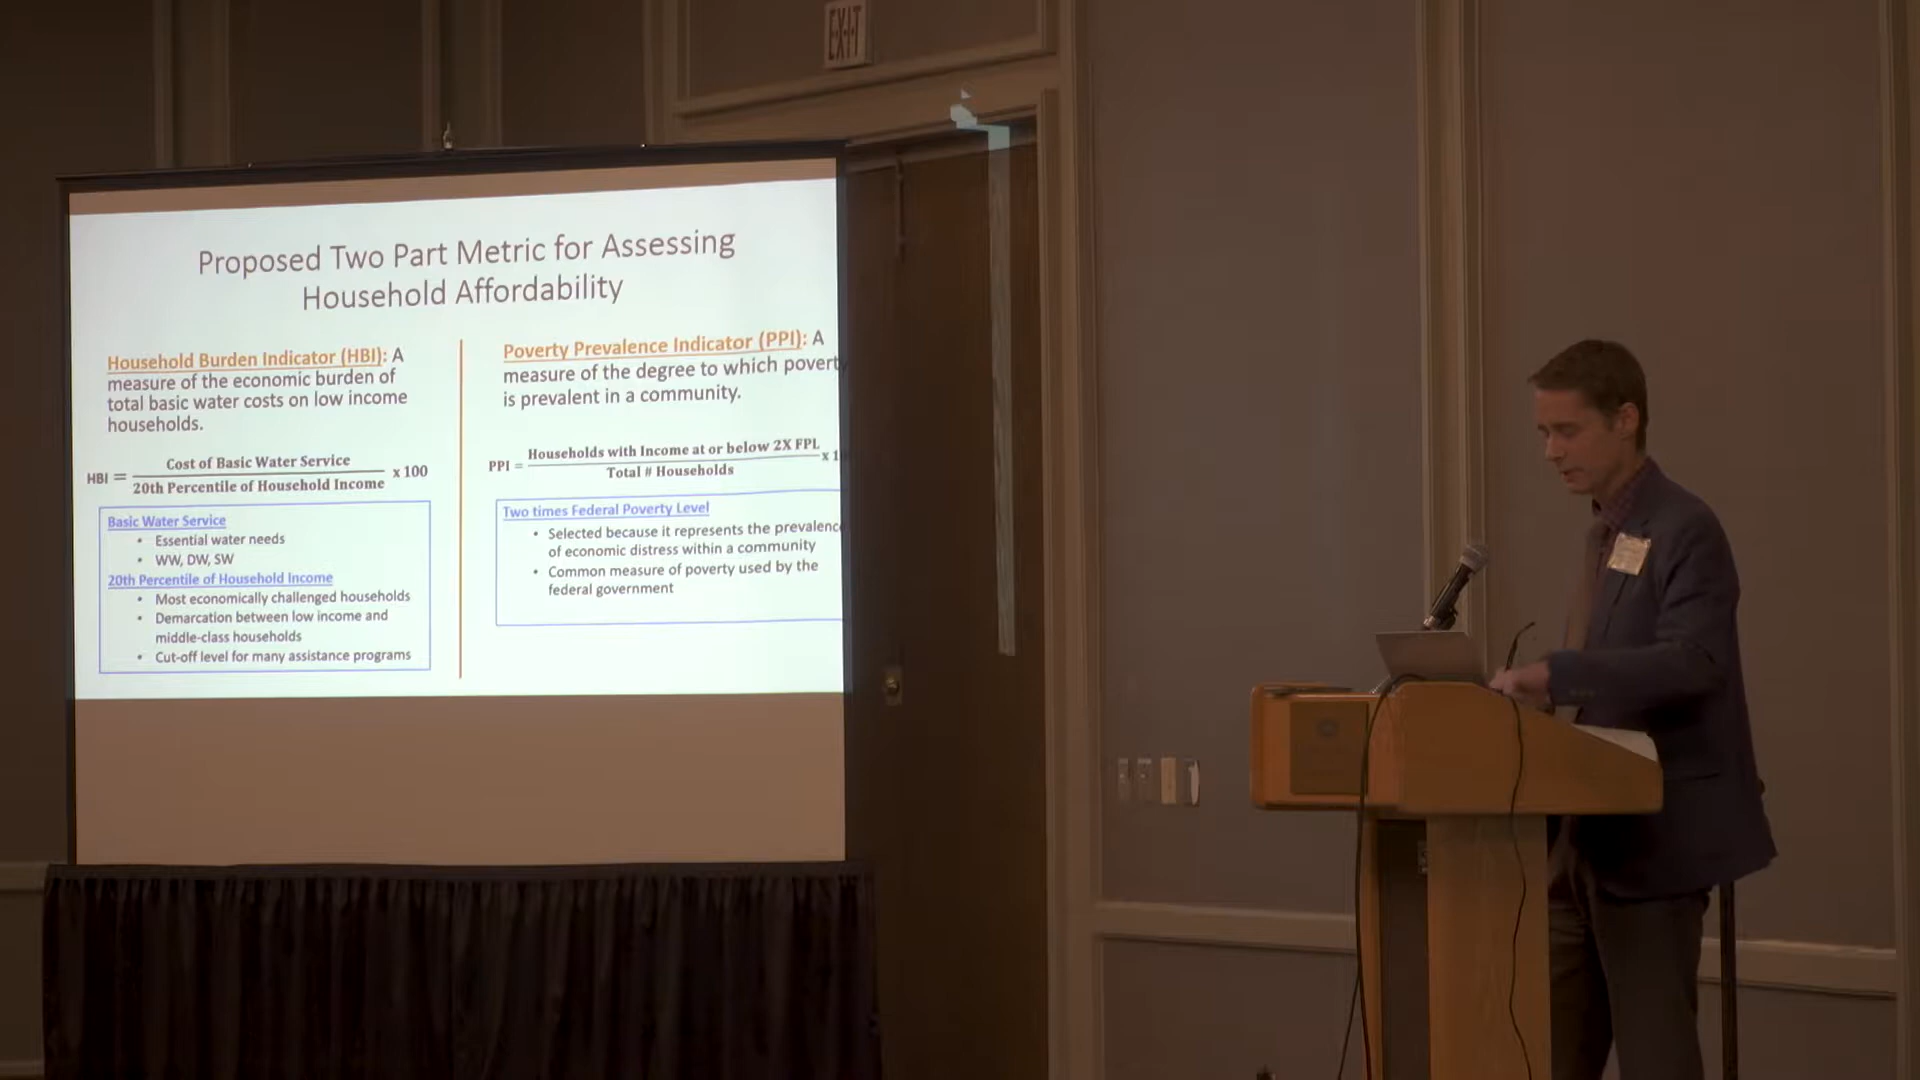 EXIT
Proposed Two Part Metric for Assessing
Household Affordability
Household Burden Indicator (HBI): A
measure of the economic burden of
total basic water costs on low income
households.
HBI = Cost of Basic Water Service
20th Percentile of Household Income x 100
Basic Water Service
• Essential water needs
• WW, DW, SW
20th Percentile of Household Income
• Most economically challenged households
• Demarcation between low income and
middle-class households
• Cut-off level for many assistance programs
Poverty Prevalence Indicator (PPI): A
measure of the degree to which povert
is prevalent in a community.
PPI = Households with Income at or below 2X FPL
Total # Households x 1
Two times Federal Poverty Level
• Selected because it represents the prevalenc
of economic distress within a community
• Common measure of poverty used by the
federal government